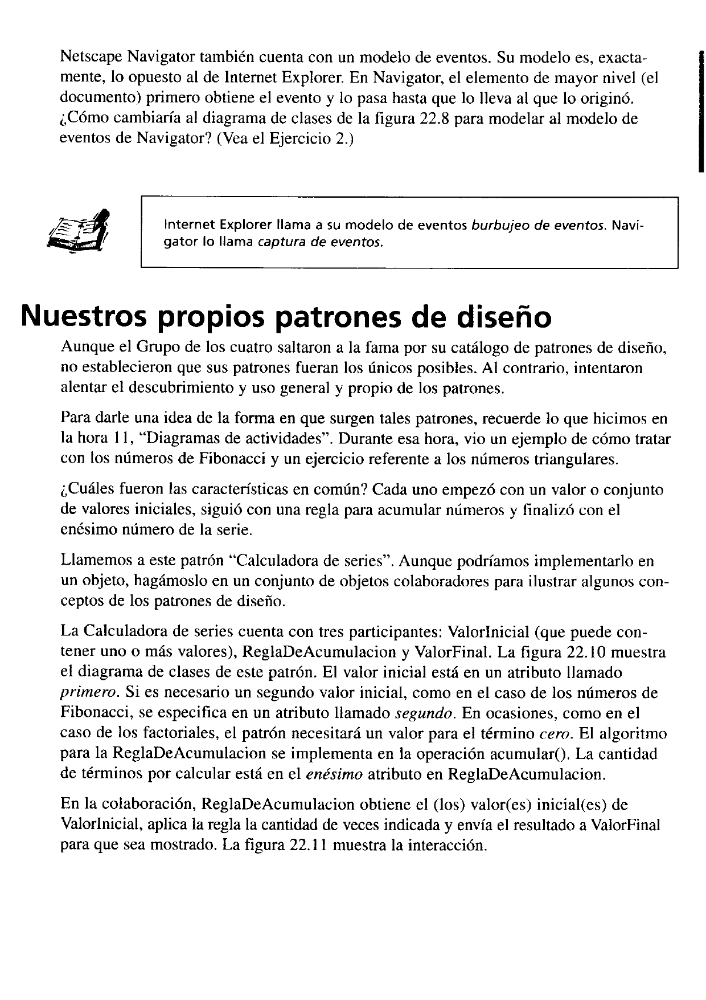 Netscape Navigator también cuenta con un modelo de eventos. Su modelo es, exacta-
mente, lo opuesto al de Internet Explorer. En Navigator, el elemento de mayor nivel (el
documento) primero obtiene el evento y lo pasa hasta que lo lleva al que lo originó.
¿Cómo cambiaría al diagrama de clases de la figura 22.8 para modelar al modelo de
eventos de Navigator? (Vea el Ejercicio 2.)
Internet Explorer llama a su modelo de eventos burbujeo de eventos. Navi-
gator lo llama captura de eventos.
Nuestros propios patrones de diseño
Aunque el Grupo de los cuatro saltaron a la fama por su catálogo de patrones de diseño,
no establecieron que sus patrones fueran los únicos posibles. Al contrario, intentaron
alentar el descubrimiento y uso general y propio de los patrones.
Para darle una idea de la forma en que surgen tales patrones, recuerde lo que hicimos en
la hora 11, “Diagramas de actividades”. Durante esa hora, vio un ejemplo de cómo tratar
con los números de Fibonacci y un ejercicio referente a los números triangulares.
¿Cuáles fueron las características en común? Cada uno empezó con un valor o conjunto
de valores iniciales, siguió con una regla para acumular números y finalizó con el
enésimo número de la serie.
Llamemos a este patrón “Calculadora de series”. Aunque podríamos implementarlo en
un objeto, hagámoslo en un conjunto de objetos colaboradores para ilustrar algunos con-
ceptos de los patrones de diseño.
La Calculadora de series cuenta con tres participantes: ValorInicial (que puede con-
tener uno o más valores), ReglaDeAcumulacion y ValorFinal. La figura 22.10 muestra
el diagrama de clases de este patrón. El valor inicial está en un atributo llamado
primero. Si es necesario un segundo valor inicial, como en el caso de los números de
Fibonacci, se especifica en un atributo llamado segundo. En ocasiones, como en el
caso de los factoriales, el patrón necesitará un valor para el término cero. El algoritmo
para la ReglaDeAcumulacion se implementa en la operación acumular(). La cantidad
de términos por calcular está en el enésimo atributo en ReglaDeAcumulacion.
En la colaboración, ReglaDeAcumulacion obtiene el (los) valor(es) inicial(es) de
ValorInicial, aplica la regla la cantidad de veces indicada y envía el resultado a ValorFinal
para que sea mostrado. La figura 22.11 muestra la interacción.